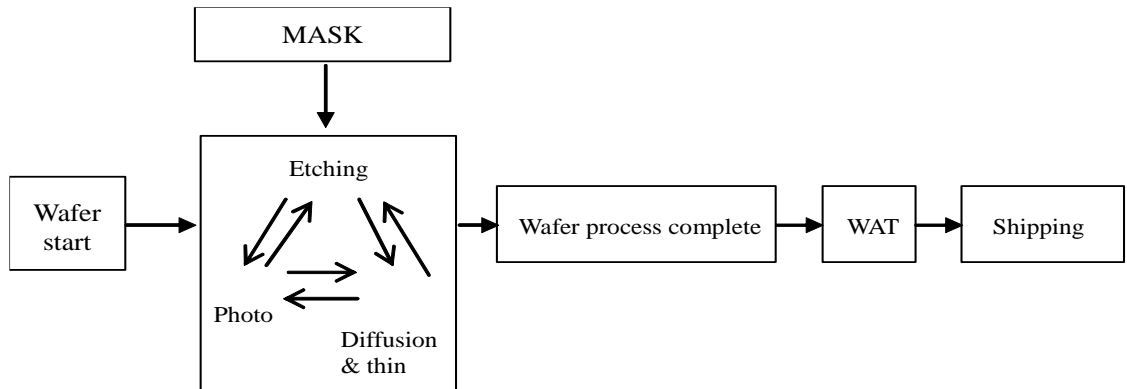 MASK
Etching
Wafer
start
Wafer process complete
WAT
Shipping
Photo
Diffusion
& thin